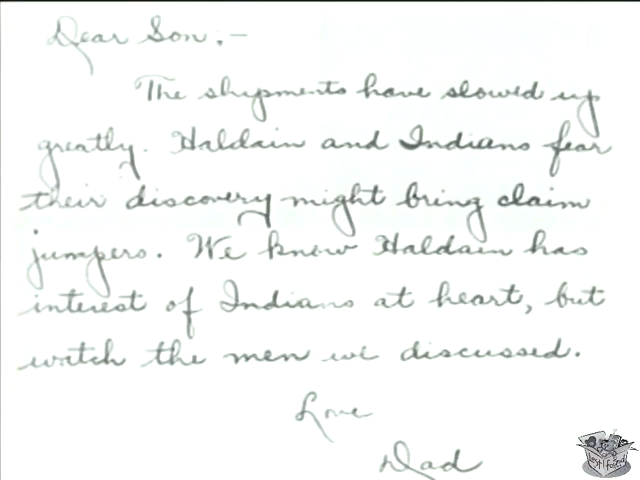 Dear Son:—
The shipments have slowed up
greatly. Haldain and Indians fear
their discovery might bring claim
jumpers. We know Haldain has
interest of Indians at heart, but
watch the men we discussed.
Love
Dad